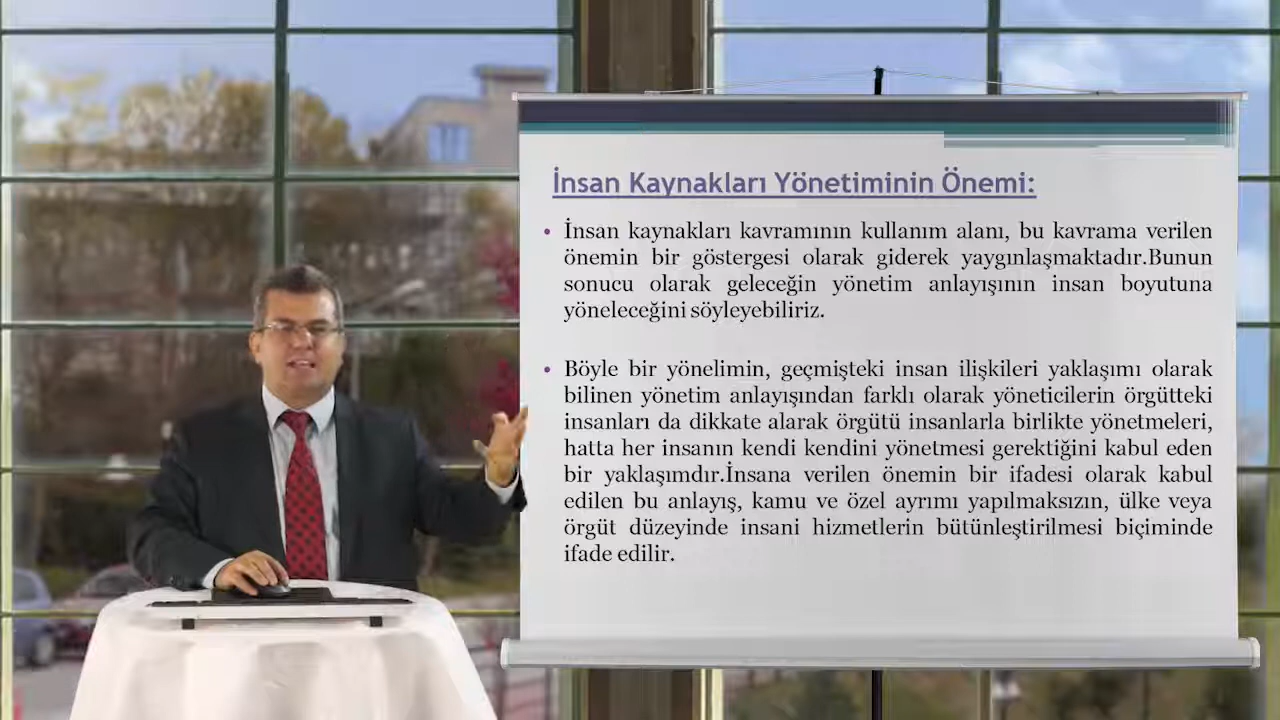 İnsan Kaynakları Yönetiminin Önemi:
• İnsan kaynakları kavramının kullanım alanı, bu kavrama verilen
önemin bir göstergesi olarak giderek yaygınlaşmaktadır.Bunun
sonucu olarak geleceğin yönetim anlayışının insan boyutuna
yöneleceğini söyleyebiliriz.
• Böyle bir yönelimin, geçmişteki insan ilişkileri yaklaşımı olarak
bilinen yönetim anlayışından farklı olarak yöneticilerin örgütteki
insanları da dikkate alarak örgütü insanlarla birlikte yönetmeleri,
hatta her insanın kendi kendini yönetmesi gerektiğini kabul eden
bir yaklaşımdır.İnsana verilen önemin bir ifadesi olarak kabul
edilen bu anlayış, kamu ve özel ayrımı yapılmaksızın, ülke veya
örgüt düzeyinde insani hizmetlerin bütünleştirilmesi biçiminde
ifade edilir.